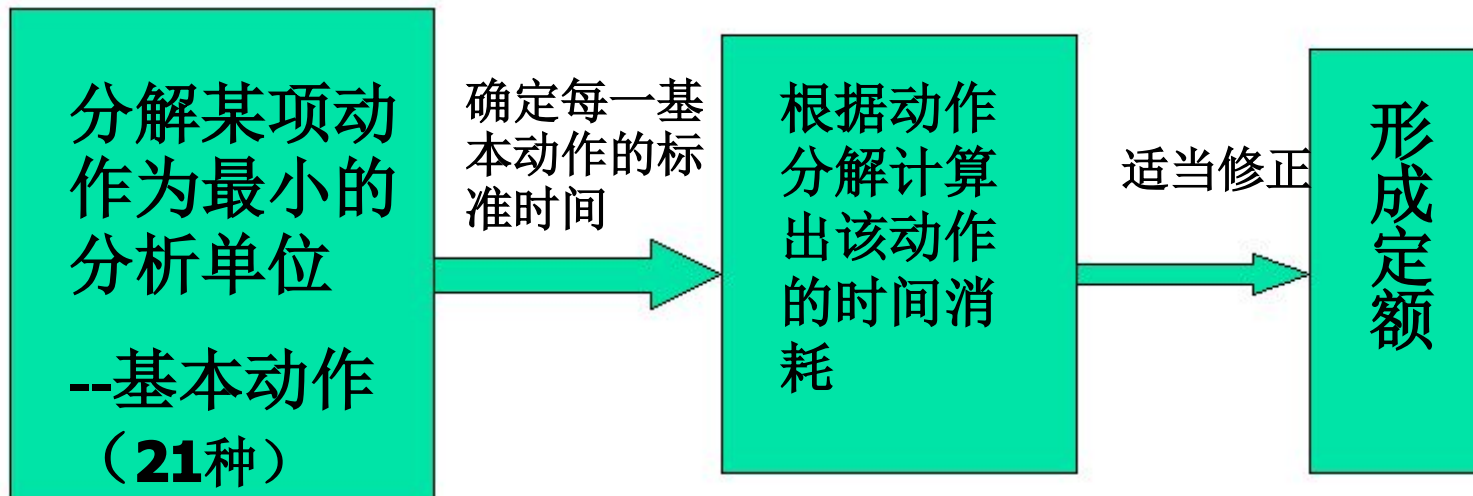 分解某项动
作为最小的
分析单位
--基本动作
（21种）
确定每一基
本动作的标
准时间
根据动作
分解计算
出该动作
的时间消
耗
适当修正
形成定额